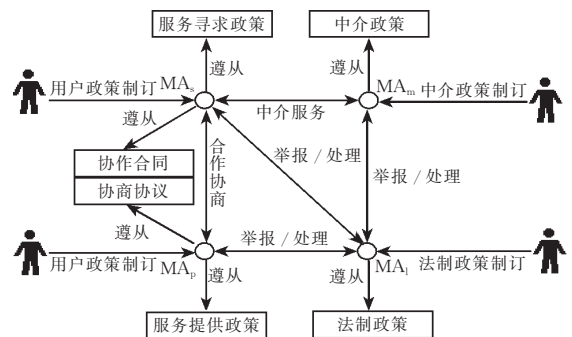 服务寻求政策
中介政策
遵从
遵从
用户政策制订
MAs
MAm
中介政策制订
中介服务
遵从
协作合同
协商协议
合作协商
举报/处理
举报/处理
遵从
举报/处理
用户政策制订
MAp
遵从
遵从
MAl
法制政策制订
服务提供政策
法制政策